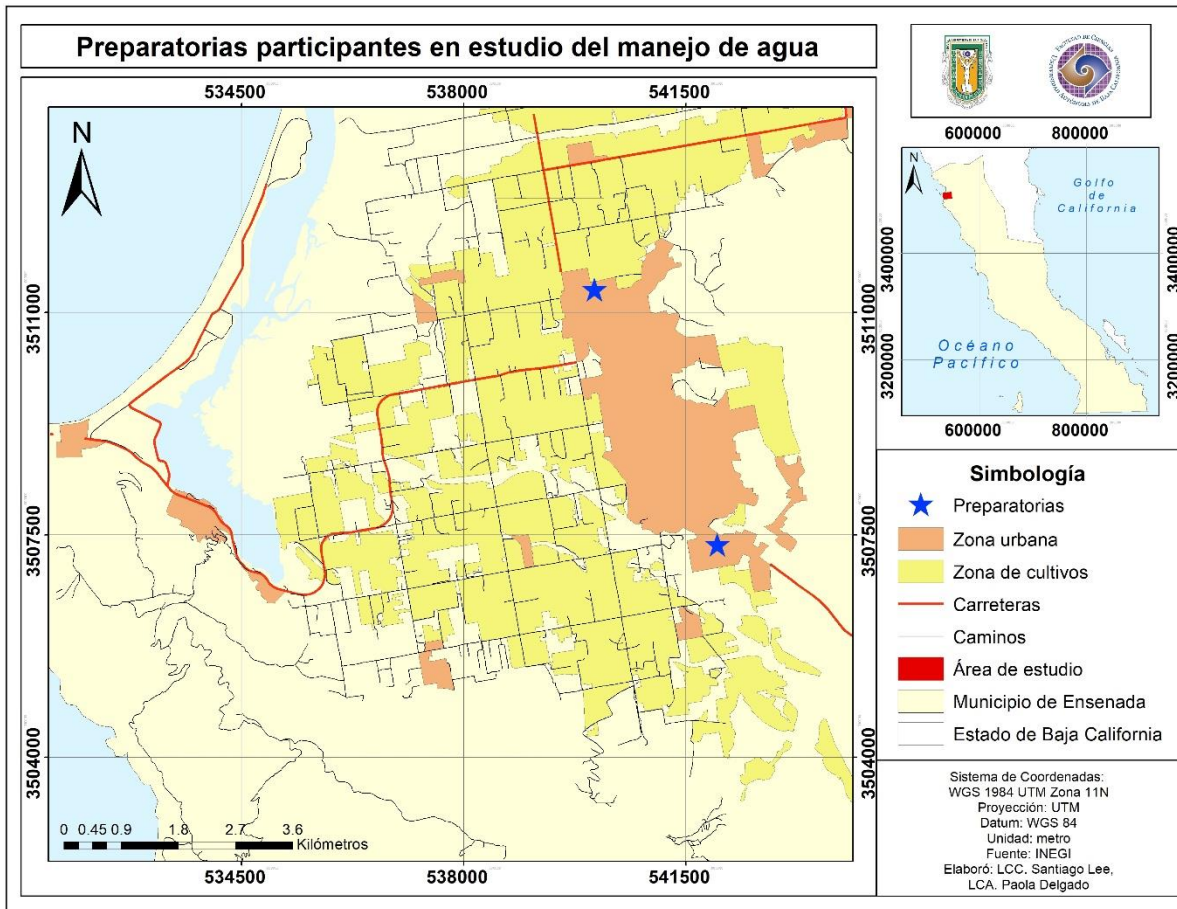 Preparatorias participantes en estudio del manejo de agua
534500 538000 541500
N
3511000
3507500
3504000
3511000
3507500
3504000
0 0.45 0.9 1.8 2.7 3.6
Kilómetros
534500 538000 541500
600000 800000
N
Golfo
de
California
Océano
Pacífico
3400000
3200000
3400000
3200000
600000 800000
Simbología
Preparatorias
Zona urbana
Zona de cultivos
Carreteras
Caminos
Área de estudio
Municipio de Ensenada
Estado de Baja California
Sistema de Coordenadas:
WGS 1984 UTM Zona 11N
Proyección: UTM
Datum: WGS 84
Unidad: metro
Fuente: INEGI
Elaboró: LCC. Santiago Lee,
LCA. Paola Delgado